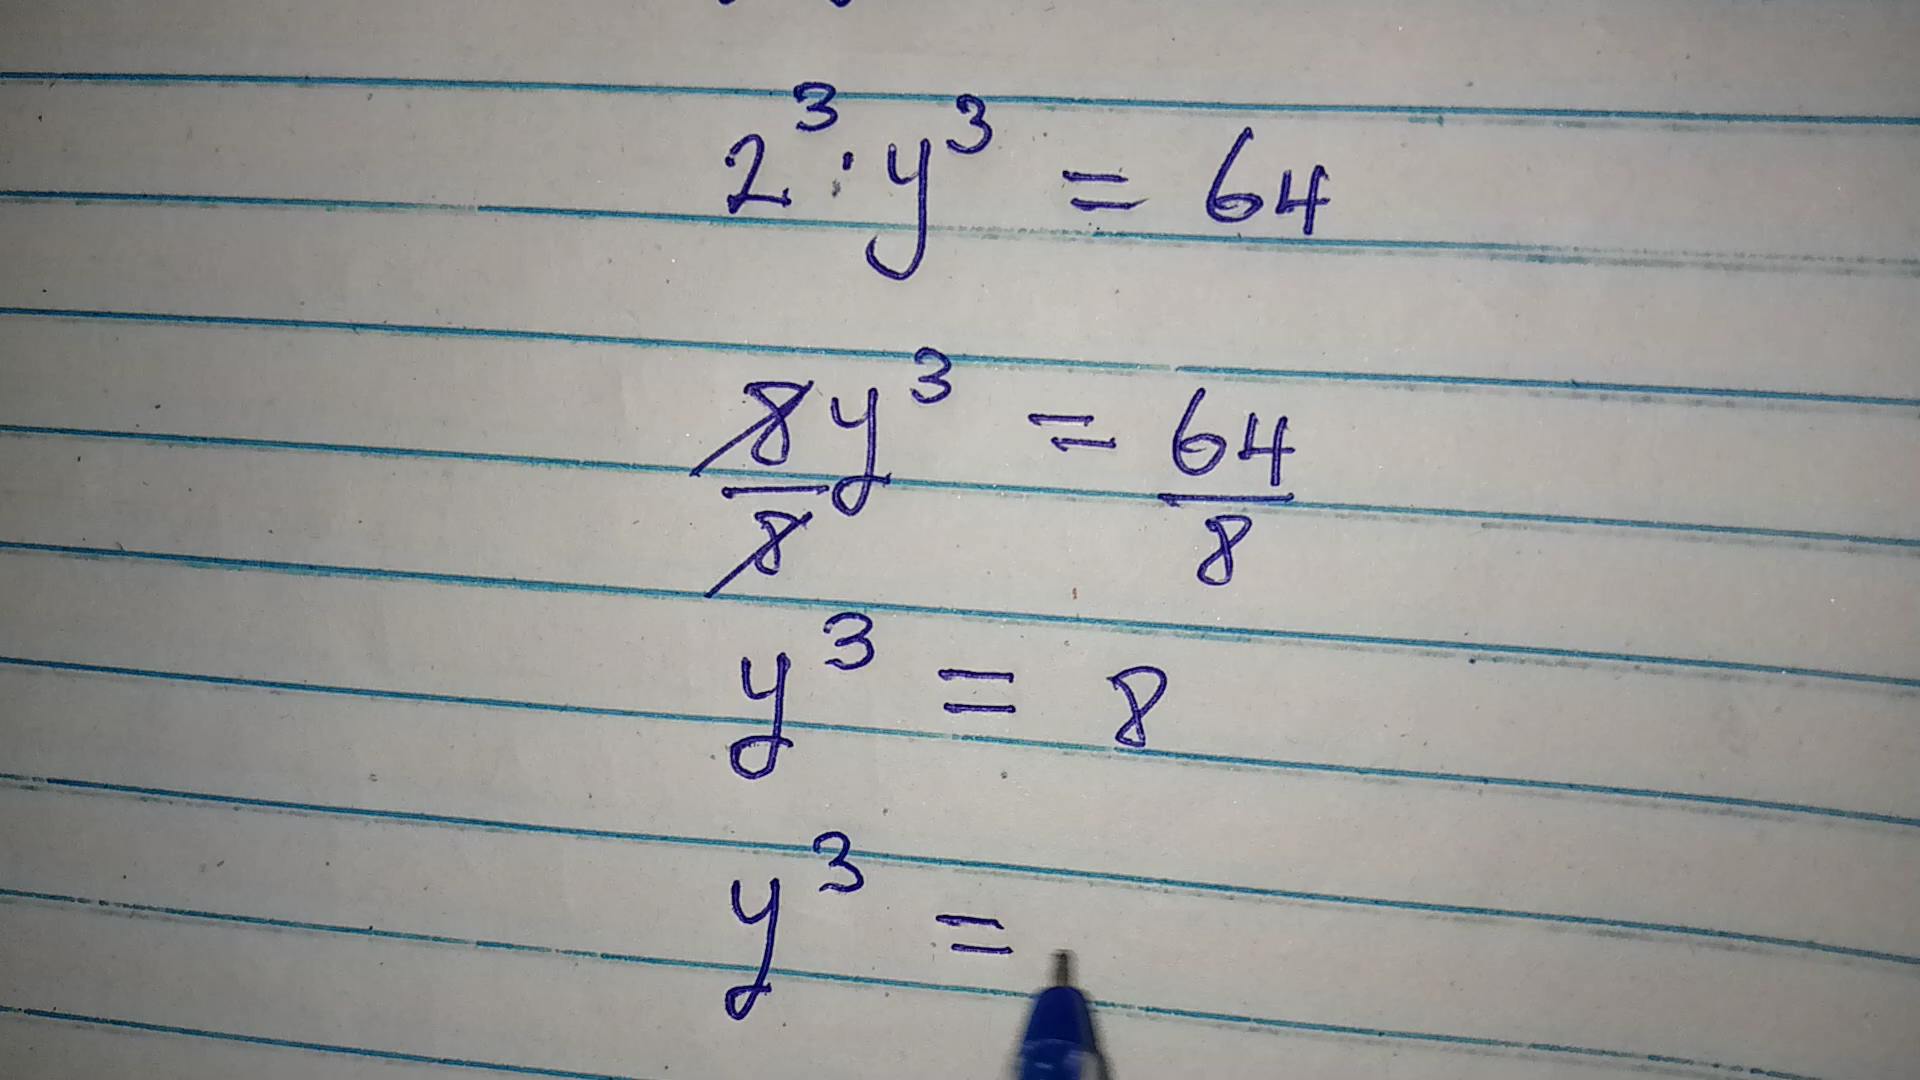 2³ · y³ = 64
8y³/8 = 64/8
y³ = 8
y³ =